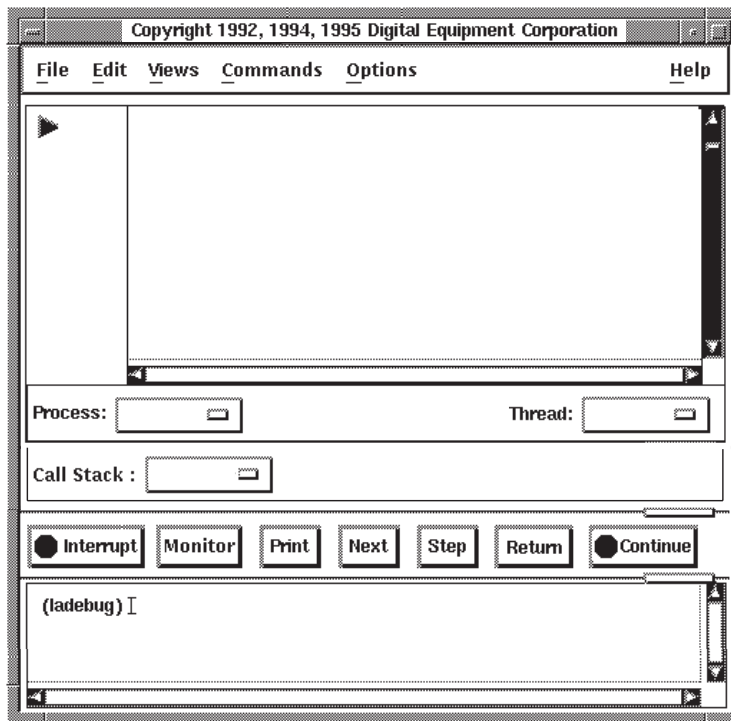 Copyright 1992, 1994, 1995 Digital Equipment Corporation
File Edit Views Commands Options Help
Process: Thread:
Call Stack :
Interrupt Monitor Print Next Step Return Continue
(ladebug)